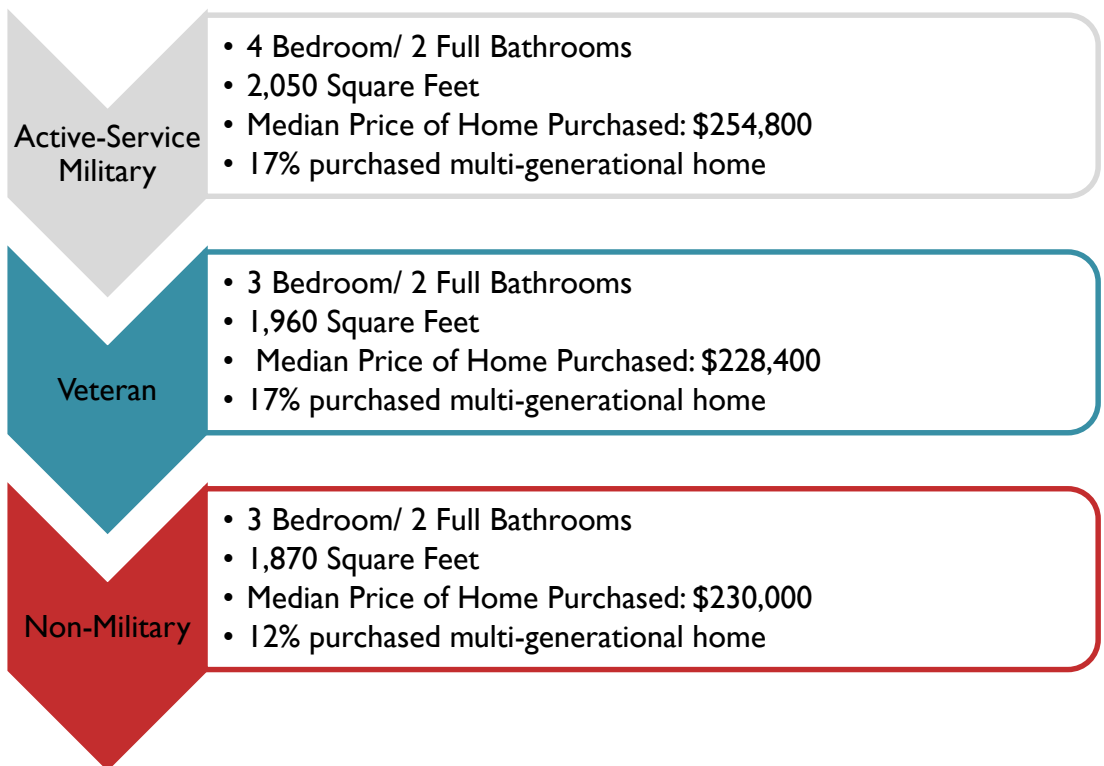 Active-Service
Military
• 4 Bedroom/ 2 Full Bathrooms
• 2,050 Square Feet
• Median Price of Home Purchased: $254,800
• 17% purchased multi-generational home
Veteran
• 3 Bedroom/ 2 Full Bathrooms
• 1,960 Square Feet
• Median Price of Home Purchased: $228,400
• 17% purchased multi-generational home
Non-Military
• 3 Bedroom/ 2 Full Bathrooms
• 1,870 Square Feet
• Median Price of Home Purchased: $230,000
• 12% purchased multi-generational home